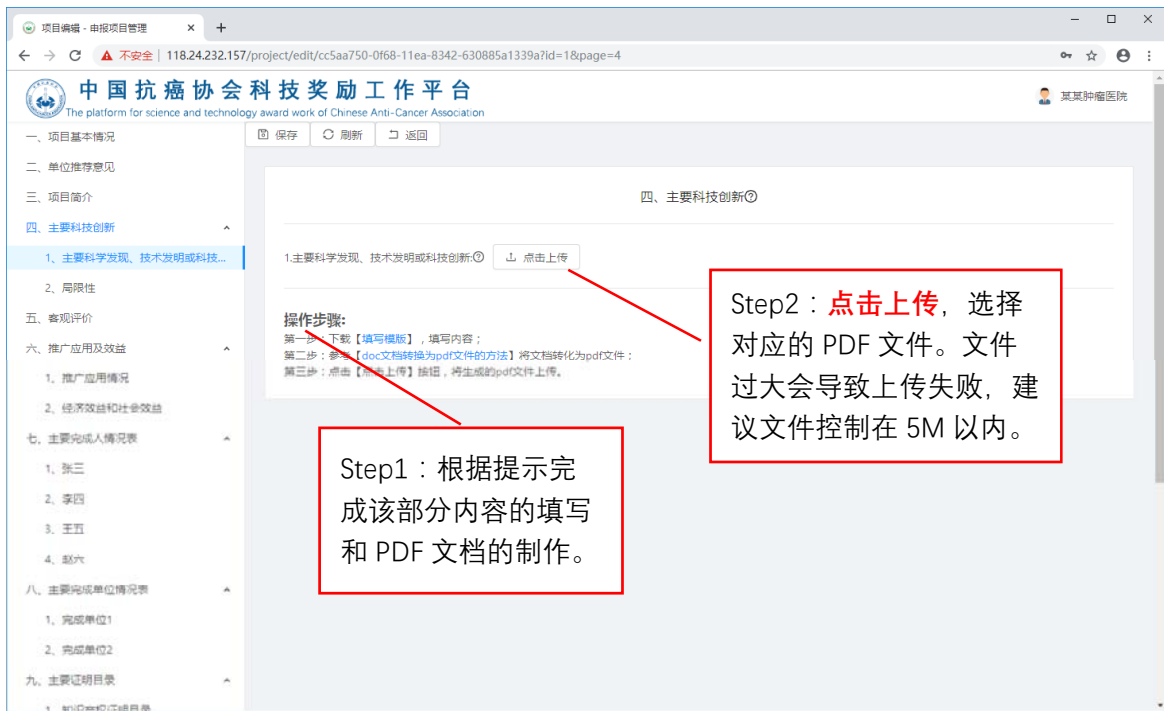 项目编辑 - 申报项目管理
不安全 | 118.24.232.157/project/edit/cc5aa750-0f68-11ea-8342-630885a1339a?id=1&page=4
中国抗癌协会科技奖励工作平台
The platform for science and technology award work of Chinese Anti-Cancer Association
某某肿瘤医院
一、项目基本情况
二、单位推荐意见
三、项目简介
四、主要科技创新
1、主要科学发现、技术发明或科技...
2、局限性
五、客观评价
六、推广应用及效益
1、推广应用情况
2、经济效益和社会效益
七、主要完成人情况表
1、张三
2、李四
3、王五
4、赵六
八、主要完成单位情况表
1、完成单位1
2、完成单位2
九、主要证明目录
1、知识产权证明目录
保存 刷新 返回
四、主要科技创新
1.主要科学发现、技术发明或科技创新: 点击上传
操作步骤:
第一步：下载【填写模版】，填写内容；
第二步：参考【doc文档转换为pdf文件的方法】将文档转化为pdf文件；
第三步：点击【点击上传】按钮，将生成的pdf文件上传。
Step1：根据提示完
成该部分内容的填写
和 PDF 文档的制作。
Step2：点击上传，选择
对应的 PDF 文件。文件
过大会导致上传失败，建
议文件控制在 5M 以内。